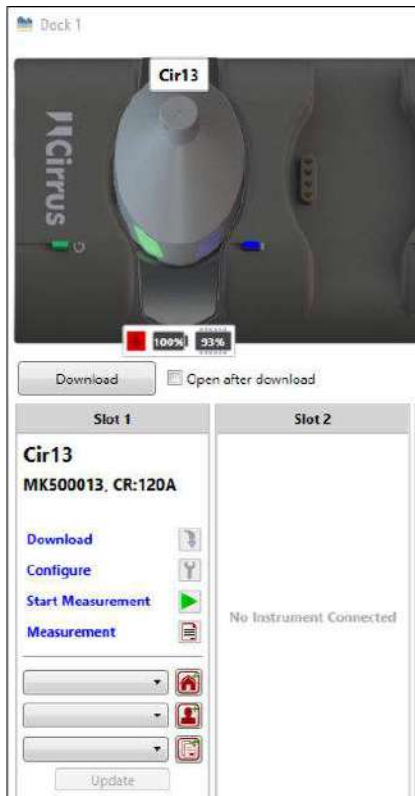 Dock 1
Cir13
Cirrus
100% 93%
Download Open after download
Slot 1 Slot 2
Cir13
MK500013, CR:120A
Download
Configure
Start Measurement
No Instrument Connected
Measurement
Update